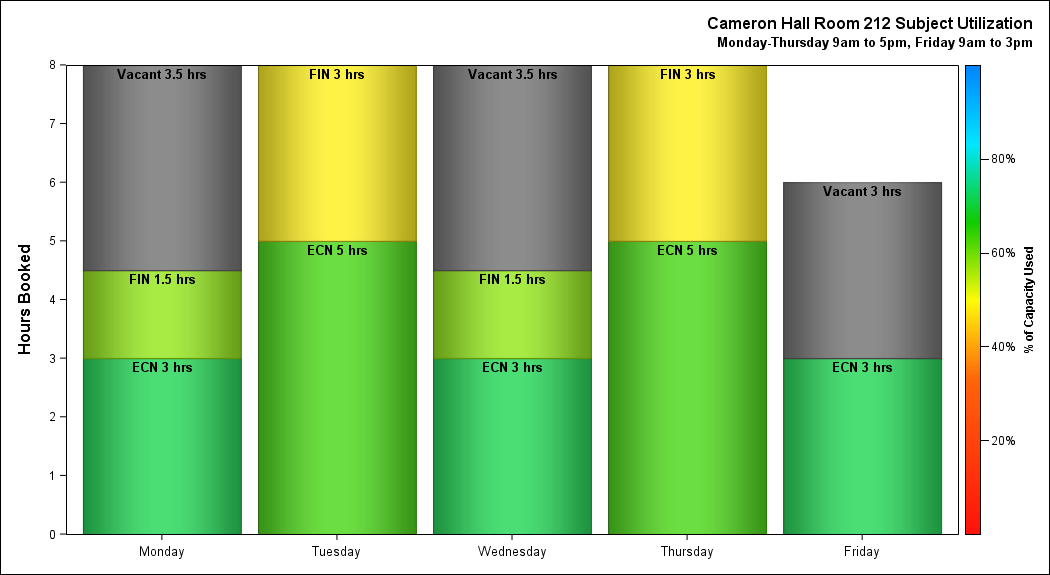 Cameron Hall Room 212 Subject Utilization
Monday-Thursday 9am to 5pm, Friday 9am to 3pm
Hours Booked
8
7
6
5
4
3
2
1
0
Vacant 3.5 hrs
FIN 1.5 hrs
ECN 3 hrs
FIN 3 hrs
ECN 5 hrs
Vacant 3.5 hrs
FIN 1.5 hrs
ECN 3 hrs
FIN 3 hrs
ECN 5 hrs
Vacant 3 hrs
ECN 3 hrs
Monday
Tuesday
Wednesday
Thursday
Friday
80%
60%
40%
20%
% of Capacity Used